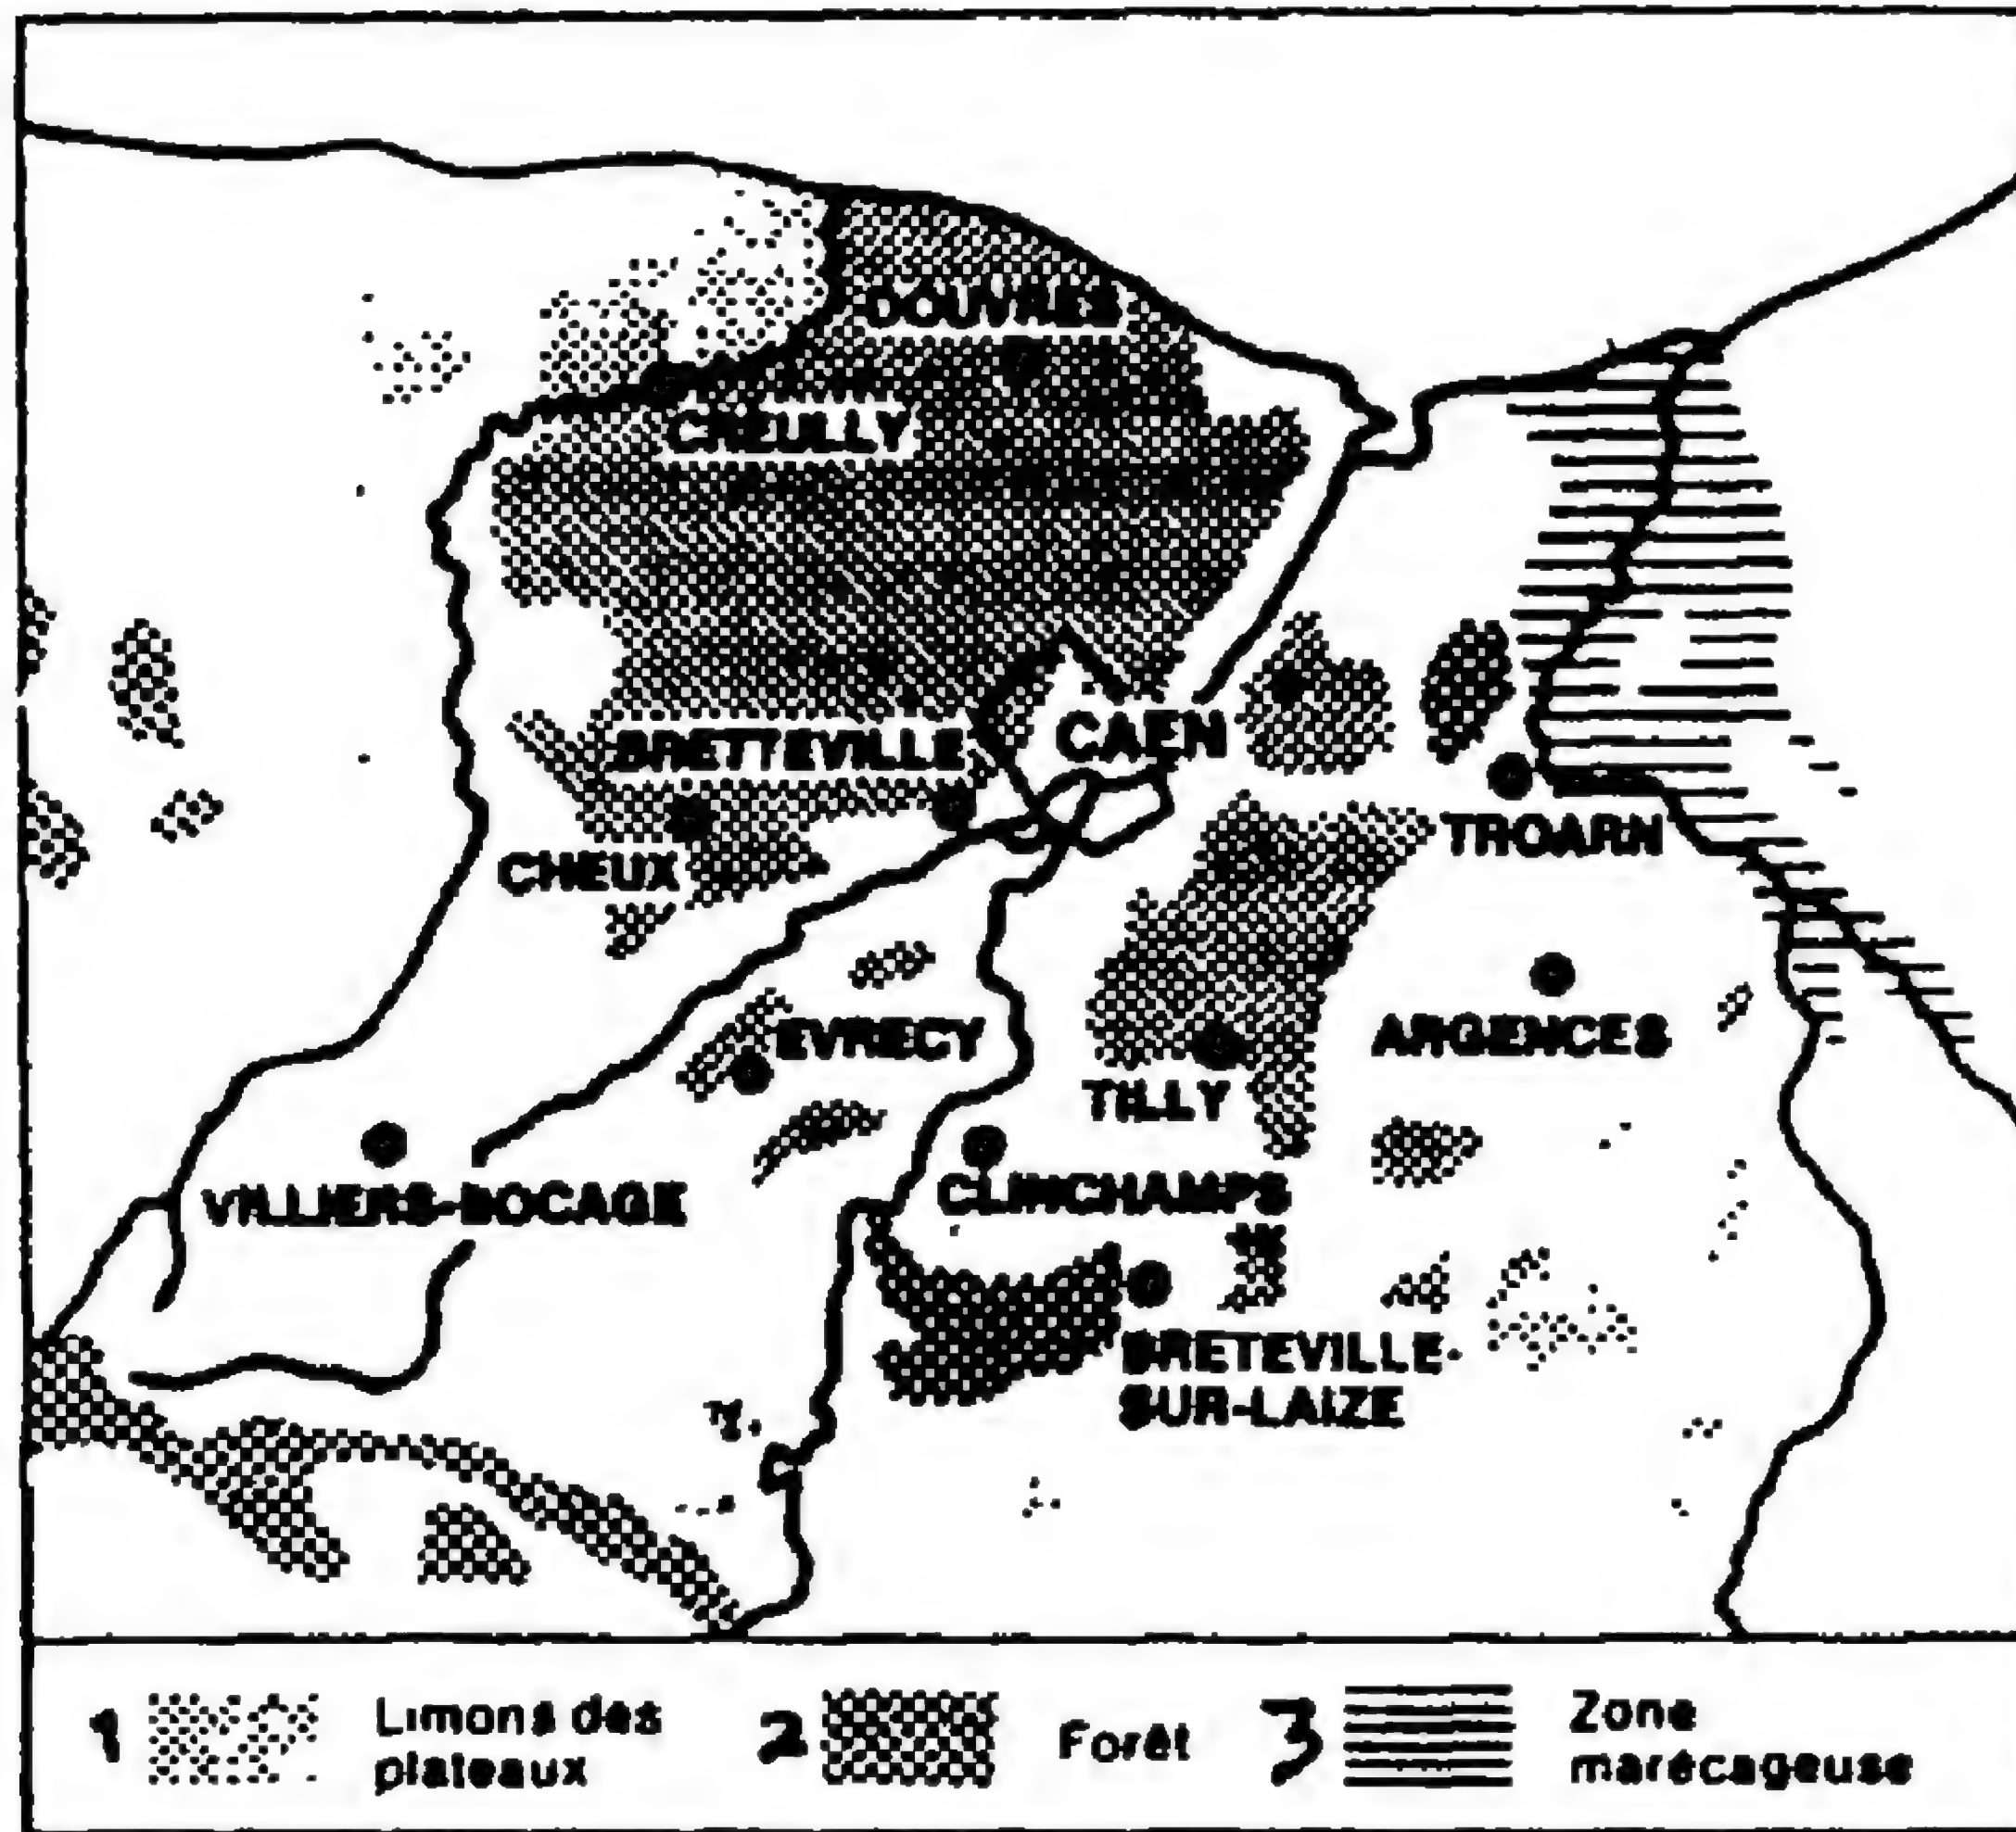 DOUVRES
CREULLY
BRETTEVILLE
CAEN
CHEUX
TROARN
EVRECY
ARGENCES
TILLY
VILLIERS-BOCAGE
CLINCHAMPS
BRETEVILLE-
SUR-LAIZE
1 Limons des
plateaux
2 Forêt
3 Zone
marécageuse